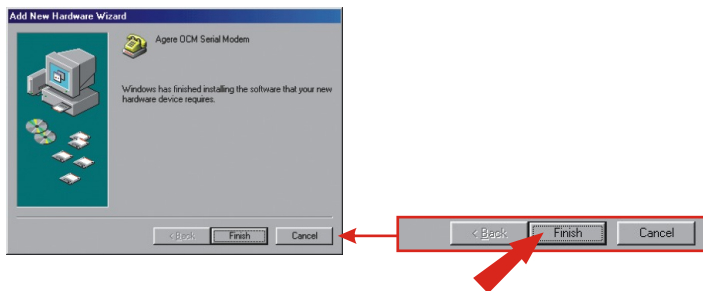 Add New Hardware Wizard
Agere OCM Serial Modem
Windows has finished installing the software that your new
hardware device requires.
< Back Finish Cancel
< Back Finish Cancel